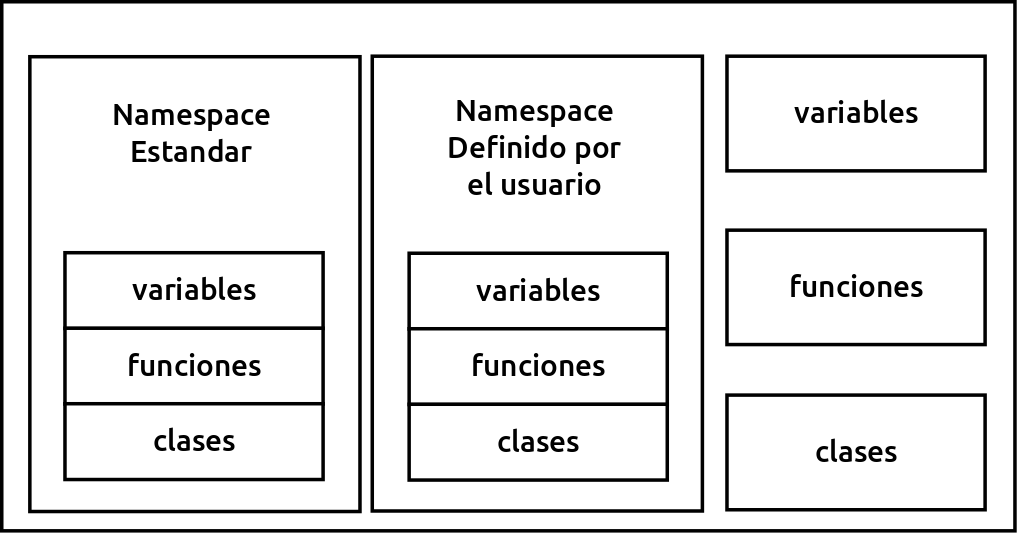 Namespace
Estandar
variables
funciones
clases
Namespace
Definido por
el usuario
variables
funciones
clases
variables
funciones
clases